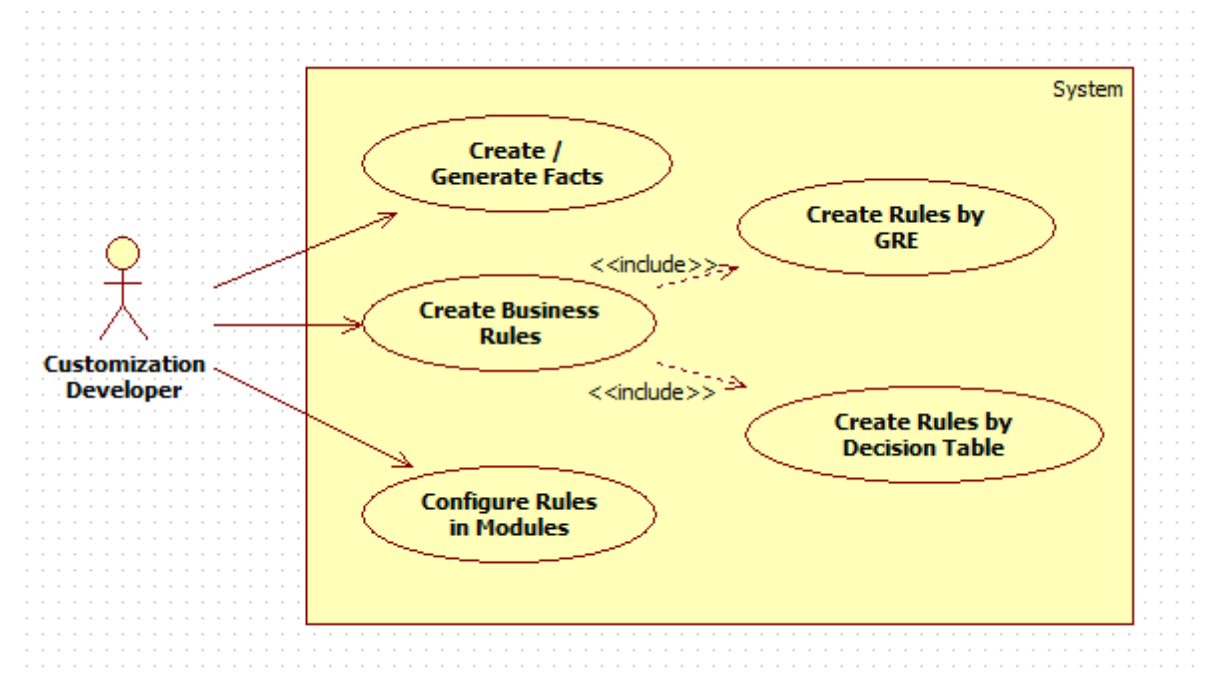 System
Create /
Generate Facts
Create Rules by
GRE
<<include>>
Create Business
Rules
Customization
Developer
<<include>>
Create Rules by
Decision Table
Configure Rules
in Modules